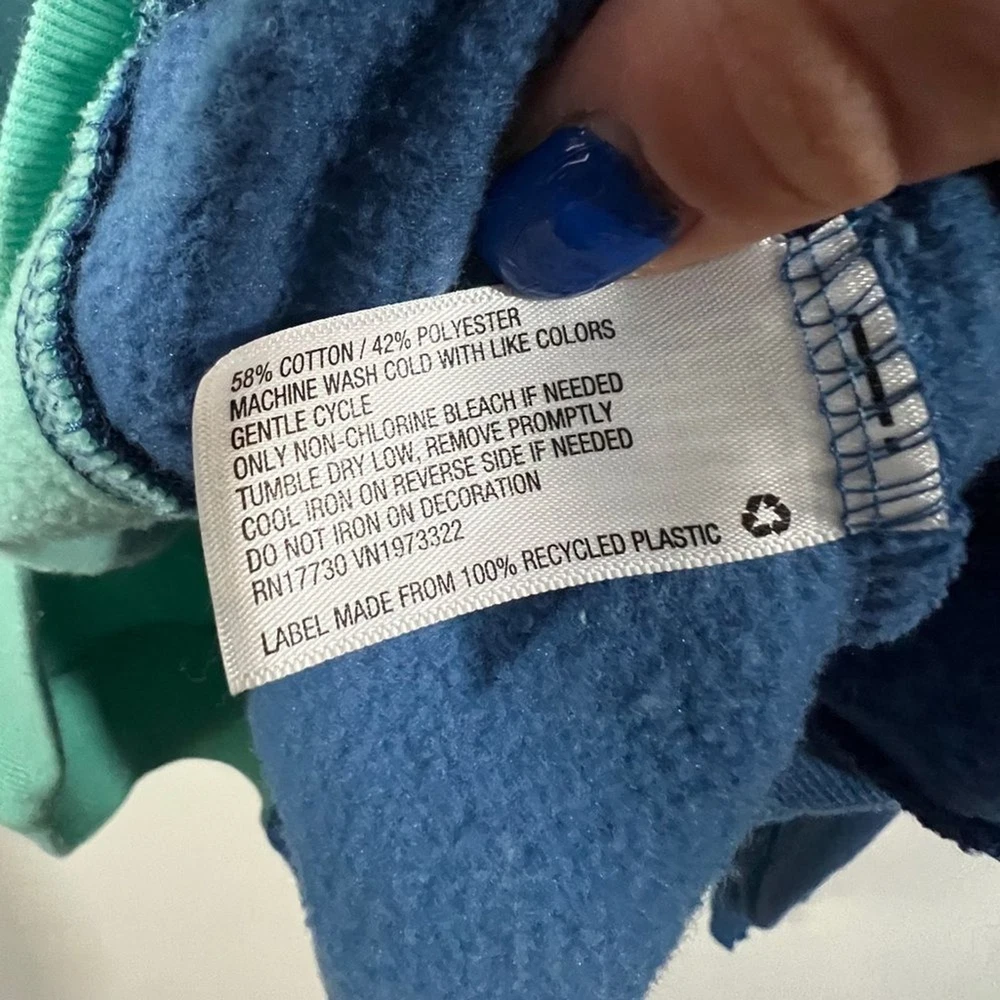 58% COTTON / 42% POLYESTER
MACHINE WASH COLD WITH LIKE COLORS
GENTLE CYCLE
ONLY NON-CHLORINE BLEACH IF NEEDED
TUMBLE DRY LOW, REMOVE PROMPTLY
COOL IRON ON REVERSE SIDE IF NEEDED
DO NOT IRON ON DECORATION
RN17730 VN1973322
LABEL MADE FROM 100% RECYCLED PLASTIC